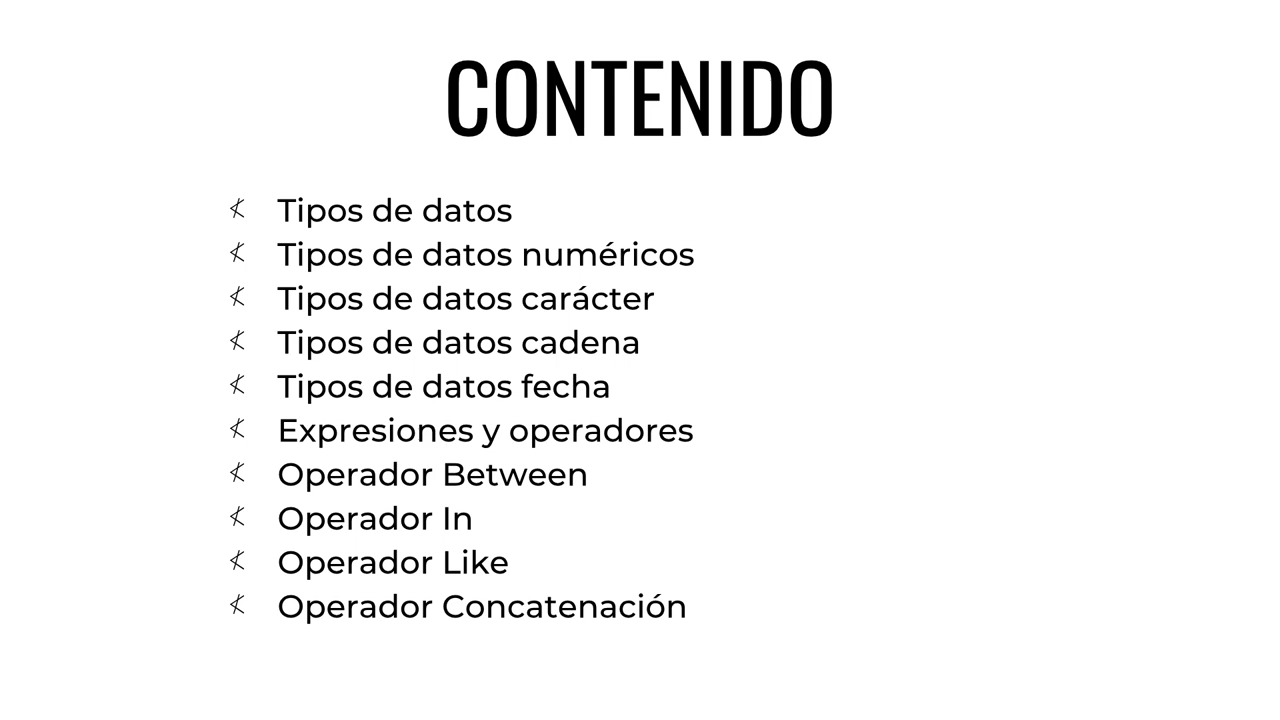 CONTENIDO
Tipos de datos
Tipos de datos numéricos
Tipos de datos carácter
Tipos de datos cadena
Tipos de datos fecha
Expresiones y operadores
Operador Between
Operador In
Operador Like
Operador Concatenación